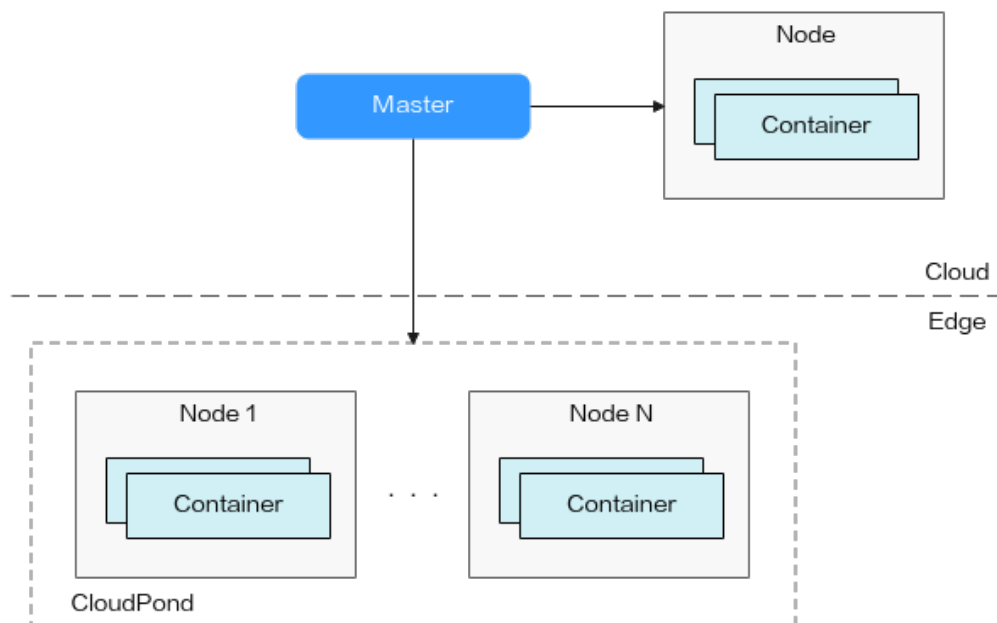 Node
Master
Container
Cloud
Edge
Node 1
Node N
Container
. . .
Container
CloudPond